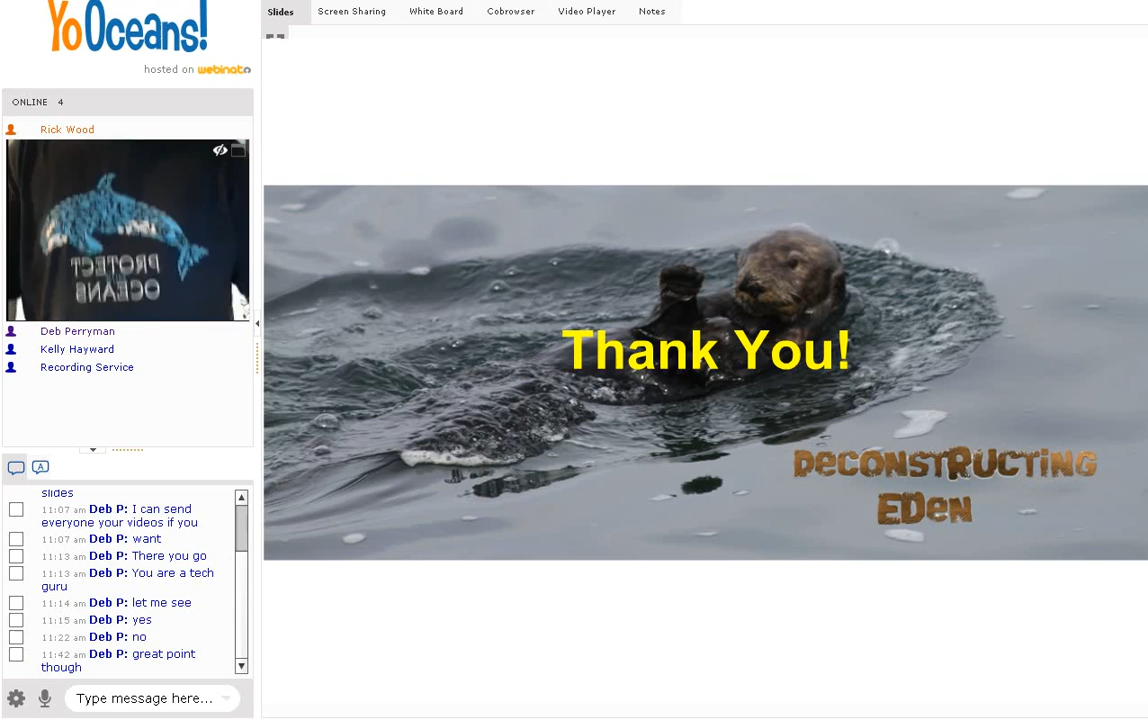 YoOceans!
hosted on webinato
ONLINE 4
Rick Wood
PROTECT
OCEANS
Deb Perryman
Kelly Hayward
Recording Service
A
slides
11:07 am Deb P: I can send
everyone your videos if you
11:07 am Deb P: want
11:13 am Deb P: There you go
11:13 am Deb P: You are a tech
guru
11:14 am Deb P: let me see
11:15 am Deb P: yes
11:22 am Deb P: no
11:42 am Deb P: great point
though
Type message here...
Slides Screen Sharing White Board Cobrowser Video Player Notes
Thank You!
DECONSTRUCTING
EDEN